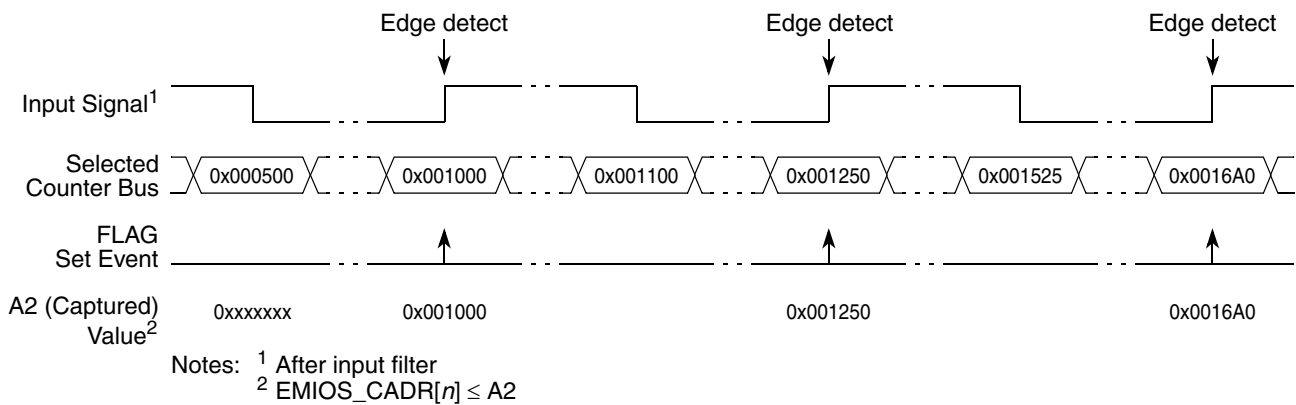 Edge detect Edge detect Edge detect
Input Signal1
Selected
Counter Bus
0x000500 0x001000 0x001100 0x001250 0x001525 0x0016A0
FLAG
Set Event
A2 (Captured)
Value2
0xxxxxxx 0x001000 0x001250 0x0016A0
Notes: 1 After input filter
2 EMIOS_CADR[n] ≤ A2